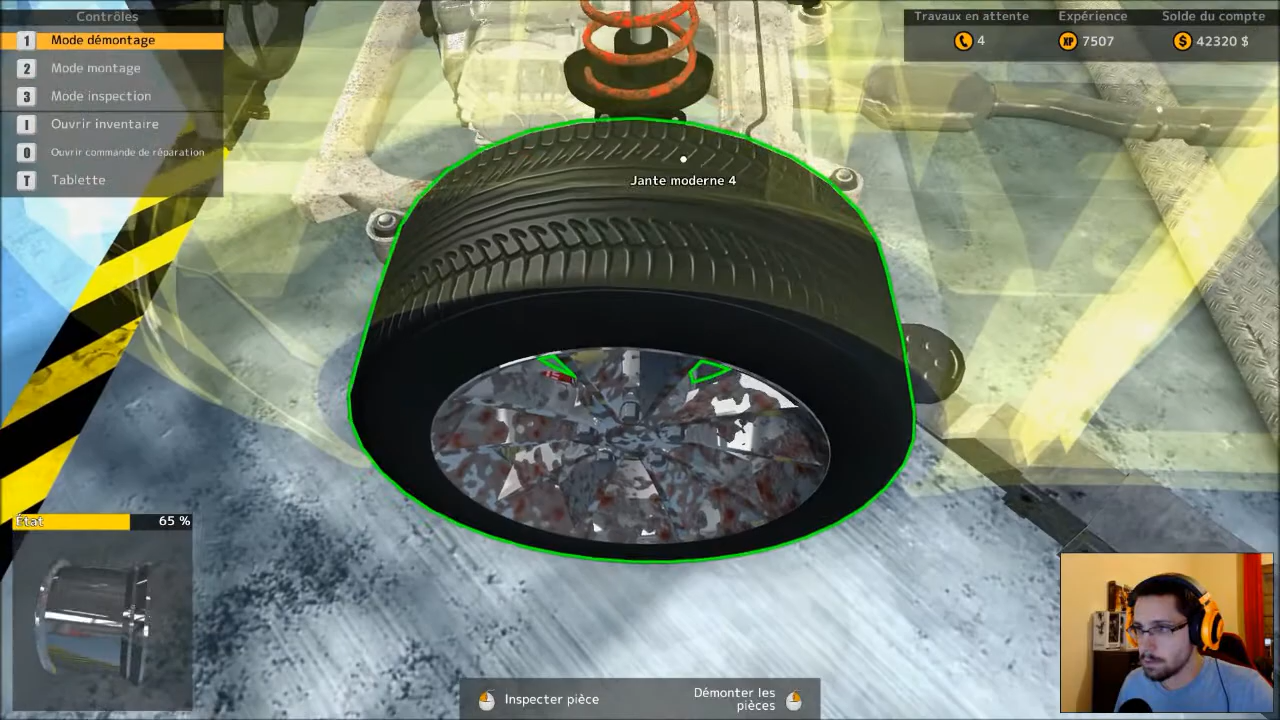 Contrôles
1 Mode démontage
2 Mode montage
3 Mode inspection
I Ouvrir inventaire
O Ouvrir commande de réparation
T Tablette
Travaux en attente
4
Expérience
XP 7507
Solde du compte
$ 42320 $
Jante moderne 4
État 65 %
Inspecter pièce
Démonter les
pièces